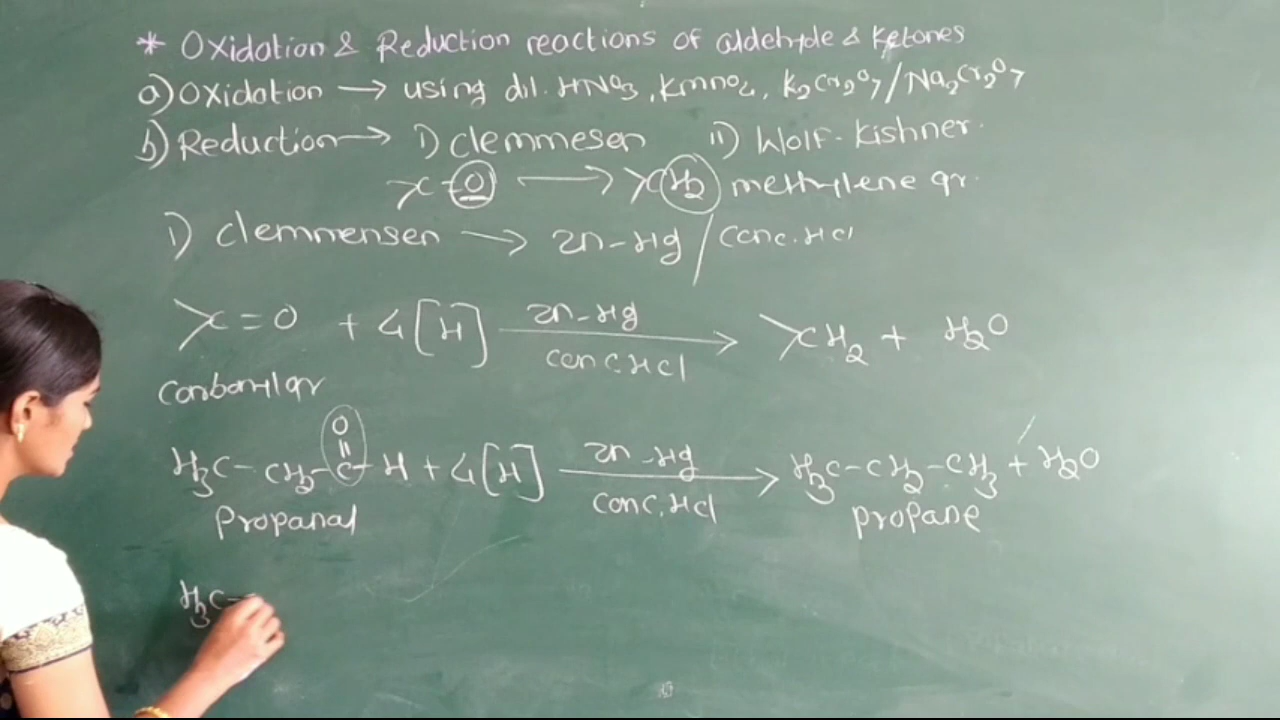 * Oxidation & Reduction reactions of aldehyde & Ketones
a) Oxidation → using dil. HNO₃, KmnO₄, K₂Cr₂O₇/Na₂Cr₂O₇
b) Reduction → i) clemmesen ii) Wolf-Kishner.
>C=O → >CH₂ methylene gr.
i) clemmensen → Zn-Hg/conc.HCl
>C=O + 4[H] Zn-Hg → conc HCl >CH₂ + H₂O
Carbonyl gr
O
H₃C-CH₂-C-H + 4[H] Zn-Hg → conc.HCl H₃C-CH₂-CH₃ + H₂O
Propanal propane
H₃C-